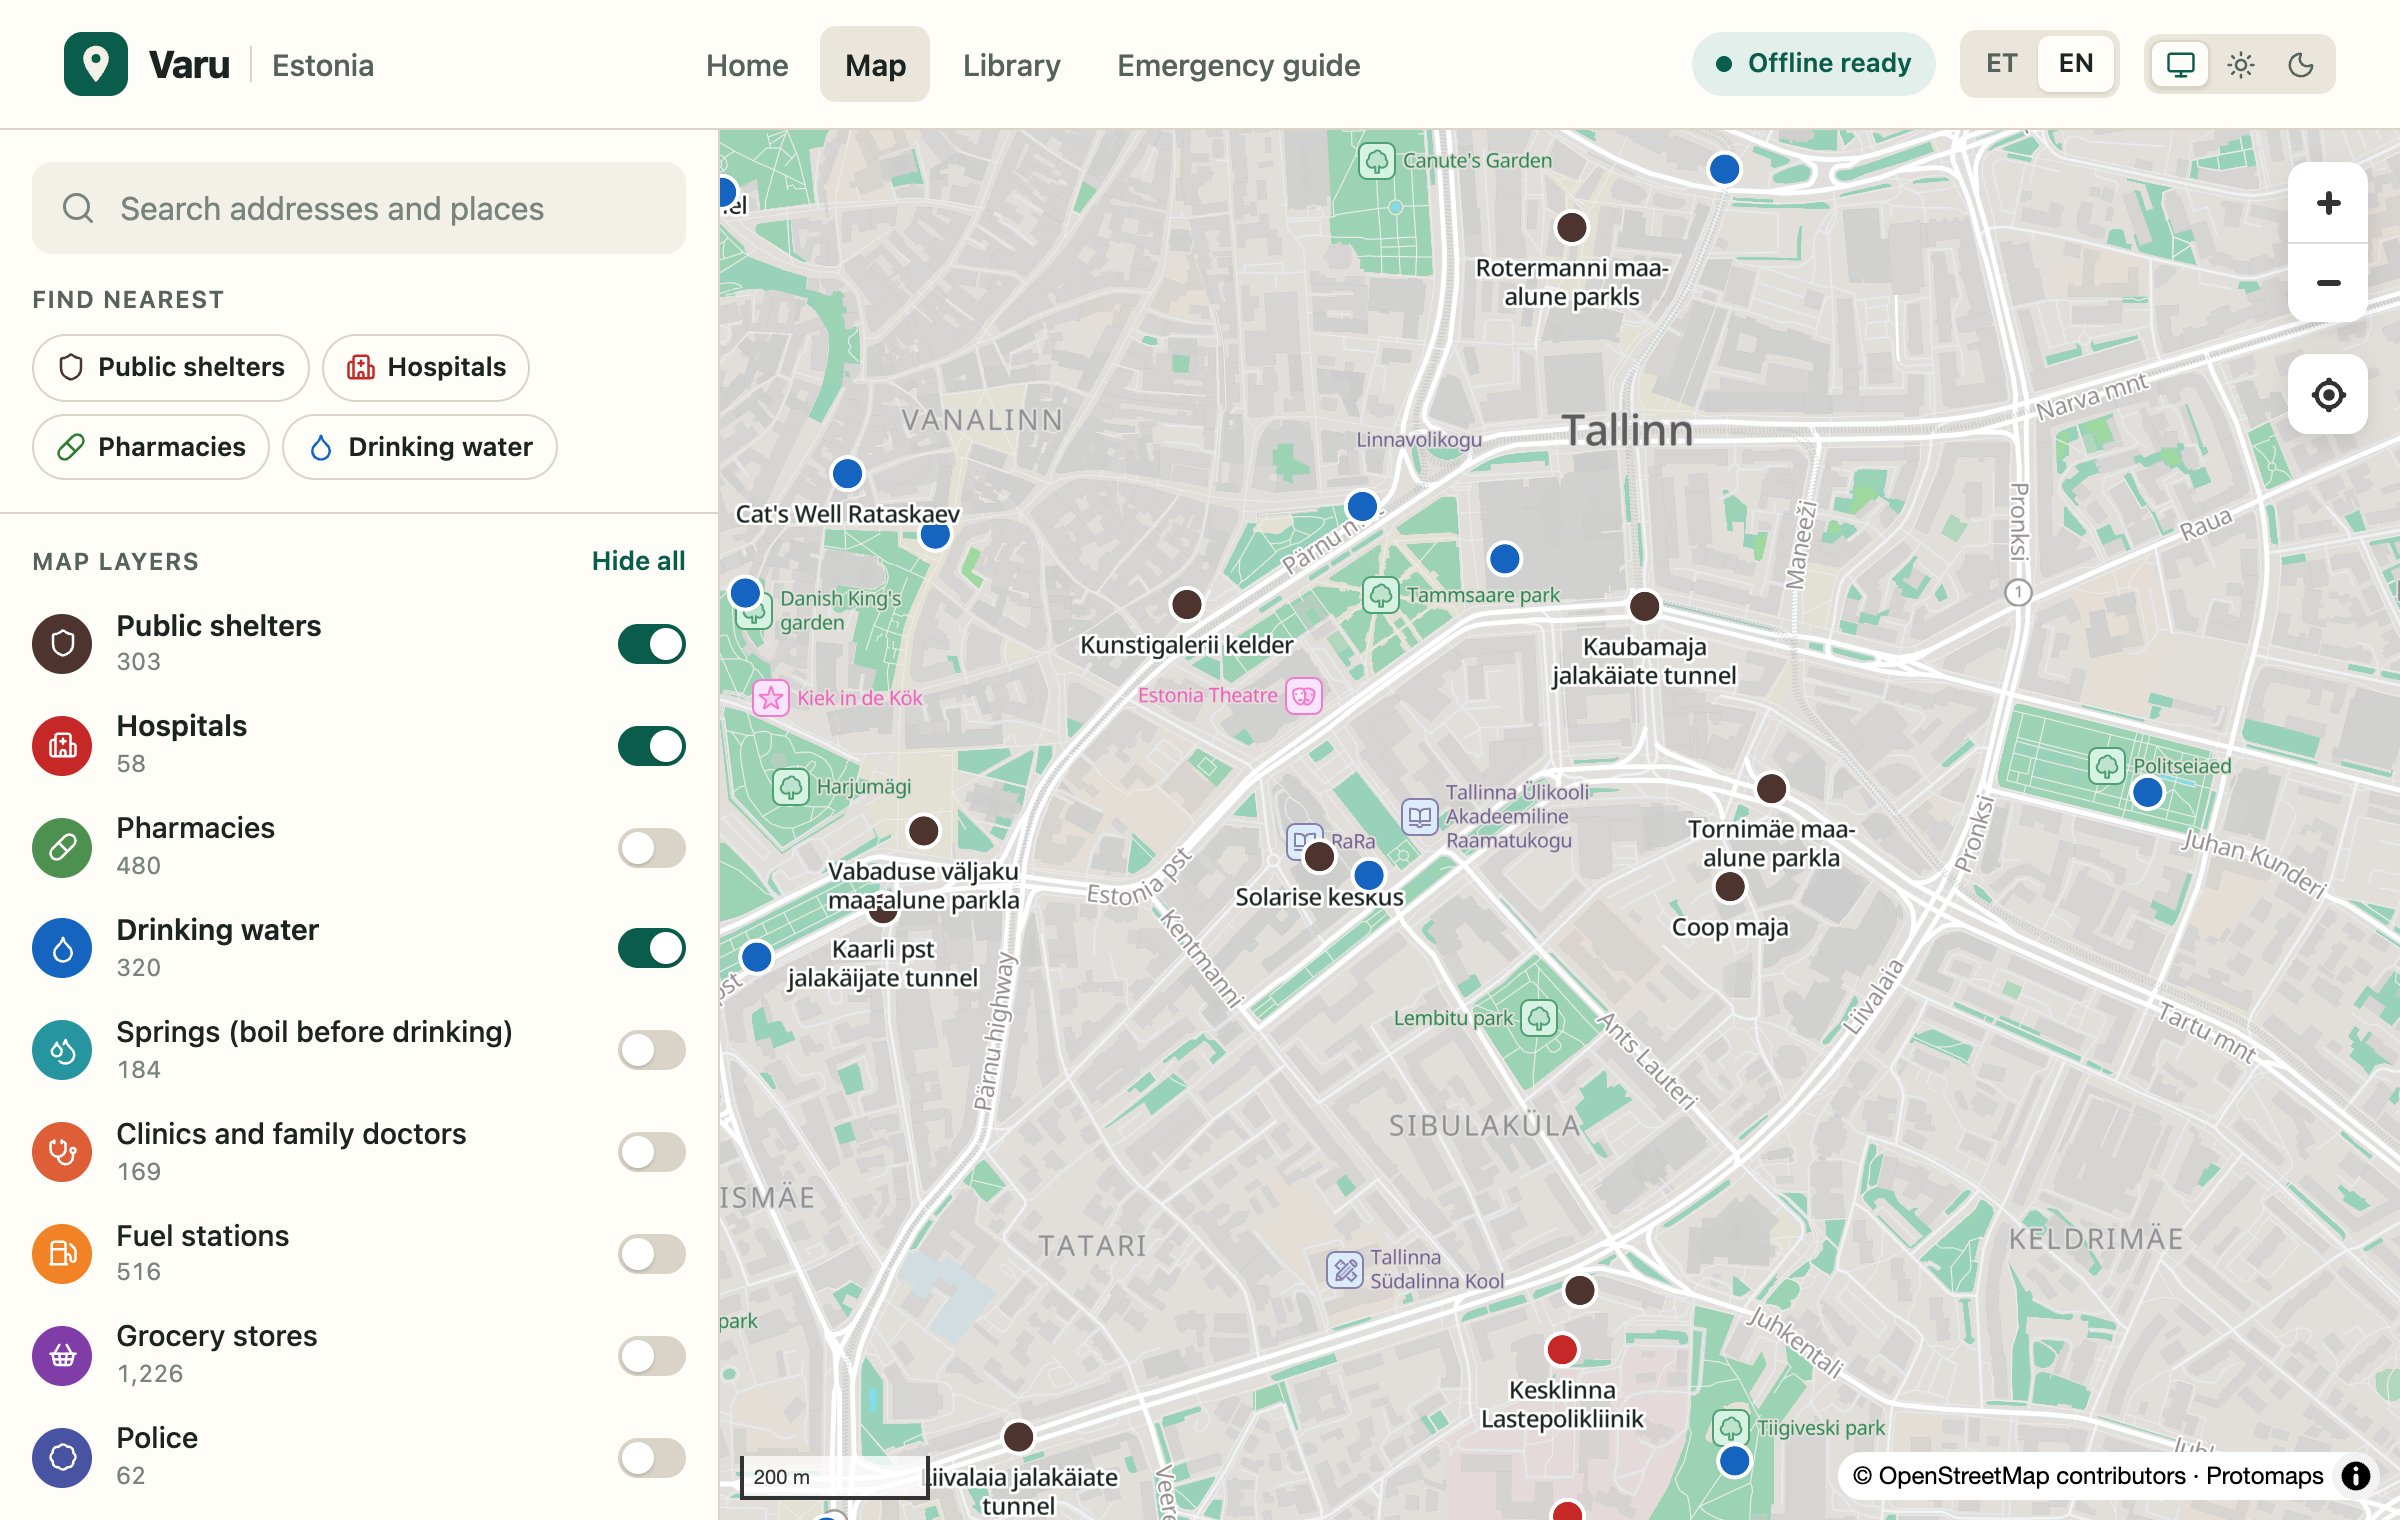 Varu
Estonia
Home
Map
Library
Emergency guide
Offline ready
ET
EN
Search addresses and places
FIND NEAREST
Public shelters
Hospitals
Pharmacies
Drinking water
MAP LAYERS
Hide all
Public shelters
303
Hospitals
58
Pharmacies
480
Drinking water
320
Springs (boil before drinking)
184
Clinics and family doctors
169
Fuel stations
516
Grocery stores
1,226
Police
62
Canute's Garden
Rotermanni maa-
alune parkls
Narva mnt
VANALINN
Linnavolikogu
Tallinn
Cat's Well Rataskaev
Pärnu
Pronksi
Raua
Maneeži
Danish King's
garden
Tammsaare park
1
Kunstigalerii kelder
Kaubamaja
jalakäiate tunnel
Kiek in de Kök
Estonia Theatre
Harjumägi
Politseiaed
Tallinna Ülikooli
Akadeemiline
Raamatukogu
RaRa
Tornimäe maa-
alune parkla
Pronksi
Juhan Kunderi
Vabaduse väljaku
maa-alune parkla
Estonia pst
Solarise keskus
Coop maja
Kaarli pst
jalakäijate tunnel
pst
Kentmanni
Pärnu highway
Liivalaia
Lembitu park
Ants Lauteri
Tartu mnt
SIBULAKÜLA
ISMÄE
TATARI
KELDRIMÄE
Tallinna
Südalinna Kool
park
Juhkentali
Kesklinna
Lastepolikliinik
Tiigiveski park
200 m
Liivalaia jalakäiate
tunnel
© OpenStreetMap contributors · Protomaps